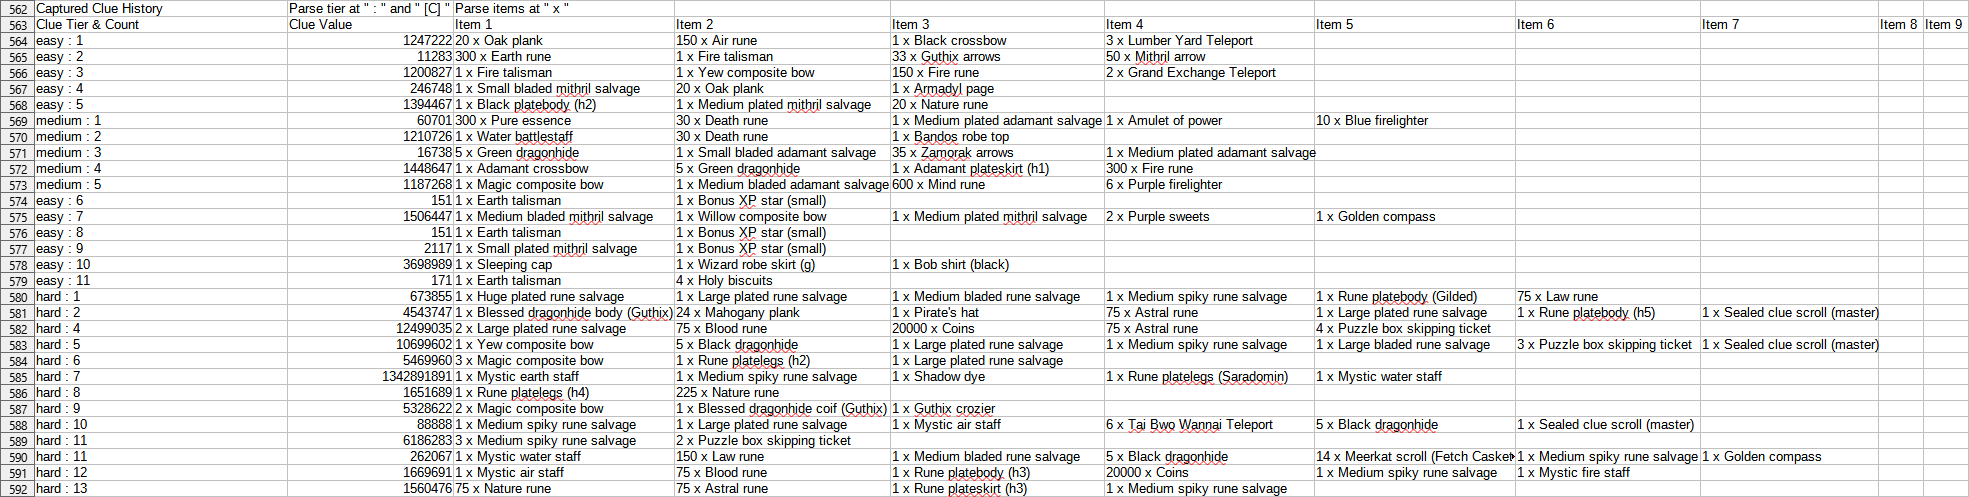 562 Captured Clue History Parse tier at " : " and " [C] " Parse items at " x "
563 Clue Tier & Count Clue Value Item 1 Item 2 Item 3 Item 4 Item 5 Item 6 Item 7 Item 8 Item 9
564 easy : 1 1247222 20 x Oak plank 150 x Air rune 1 x Black crossbow 3 x Lumber Yard Teleport
565 easy : 2 11283 300 x Earth rune 1 x Fire talisman 33 x Guthix arrows 50 x Mithril arrow
566 easy : 3 1200827 1 x Fire talisman 1 x Yew composite bow 150 x Fire rune 2 x Grand Exchange Teleport
567 easy : 4 246748 1 x Small bladed mithril salvage 20 x Oak plank 1 x Armadyl page
568 easy : 5 1394467 1 x Black platebody (h2) 1 x Medium plated mithril salvage 20 x Nature rune
569 medium : 1 60701 300 x Pure essence 30 x Death rune 1 x Medium plated adamant salvage 1 x Amulet of power 10 x Blue firelighter
570 medium : 2 1210726 1 x Water battlestaff 30 x Death rune 1 x Bandos robe top
571 medium : 3 16738 5 x Green dragonhide 1 x Small bladed adamant salvage 35 x Zamorak arrows 1 x Medium plated adamant salvage
572 medium : 4 1448647 1 x Adamant crossbow 5 x Green dragonhide 1 x Adamant plateskirt (h1) 300 x Fire rune
573 medium : 5 1187268 1 x Magic composite bow 1 x Medium bladed adamant salvage 600 x Mind rune 6 x Purple firelighter
574 easy : 6 151 1 x Earth talisman 1 x Bonus XP star (small)
575 easy : 7 1506447 1 x Medium bladed mithril salvage 1 x Willow composite bow 1 x Medium plated mithril salvage 2 x Purple sweets 1 x Golden compass
576 easy : 8 151 1 x Earth talisman 1 x Bonus XP star (small)
577 easy : 9 2117 1 x Small plated mithril salvage 1 x Bonus XP star (small)
578 easy : 10 3698989 1 x Sleeping cap 1 x Wizard robe skirt (g) 1 x Bob shirt (black)
579 easy : 11 171 1 x Earth talisman 4 x Holy biscuits
580 hard : 1 673855 1 x Huge plated rune salvage 1 x Large plated rune salvage 1 x Medium bladed rune salvage 1 x Medium spiky rune salvage 1 x Rune platebody (Gilded) 75 x Law rune
581 hard : 2 4543747 1 x Blessed dragonhide body (Guthix) 24 x Mahogany plank 1 x Pirate's hat 75 x Astral rune 1 x Large plated rune salvage 1 x Rune platebody (h5) 1 x Sealed clue scroll (master)
582 hard : 4 12499035 2 x Large plated rune salvage 75 x Blood rune 20000 x Coins 75 x Astral rune 4 x Puzzle box skipping ticket
583 hard : 5 10699602 1 x Yew composite bow 5 x Black dragonhide 1 x Large plated rune salvage 1 x Medium spiky rune salvage 1 x Large bladed rune salvage 3 x Puzzle box skipping ticket 1 x Sealed clue scroll (master)
584 hard : 6 5469960 3 x Magic composite bow 1 x Rune platelegs (h2) 1 x Large plated rune salvage
585 hard : 7 1342891891 1 x Mystic earth staff 1 x Medium spiky rune salvage 1 x Shadow dye 1 x Rune platelegs (Saradomin) 1 x Mystic water staff
586 hard : 8 1651689 1 x Rune platelegs (h4) 225 x Nature rune
587 hard : 9 5328622 2 x Magic composite bow 1 x Blessed dragonhide coif (Guthix) 1 x Guthix crozier
588 hard : 10 88888 1 x Medium spiky rune salvage 1 x Large plated rune salvage 1 x Mystic air staff 6 x Tai Bwo Wannai Teleport 5 x Black dragonhide 1 x Sealed clue scroll (master)
589 hard : 11 6186283 3 x Medium spiky rune salvage 2 x Puzzle box skipping ticket
590 hard : 11 262067 1 x Mystic water staff 150 x Law rune 1 x Medium bladed rune salvage 5 x Black dragonhide 14 x Meerkat scroll (Fetch Casket 1 x Medium spiky rune salvage 1 x Golden compass
591 hard : 12 1669691 1 x Mystic air staff 75 x Blood rune 1 x Rune platebody (h3) 20000 x Coins 1 x Medium spiky rune salvage 1 x Mystic fire staff
592 hard : 13 1560476 75 x Nature rune 75 x Astral rune 1 x Rune plateskirt (h3) 1 x Medium spiky rune salvage